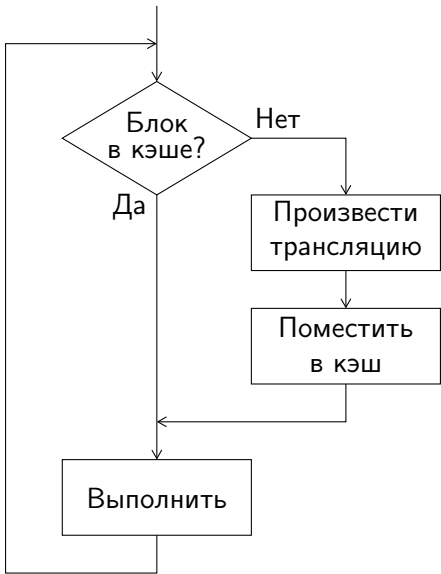 Блок
в кэше?
Нет
Да
Произвести
трансляцию
Поместить
в кэш
Выполнить